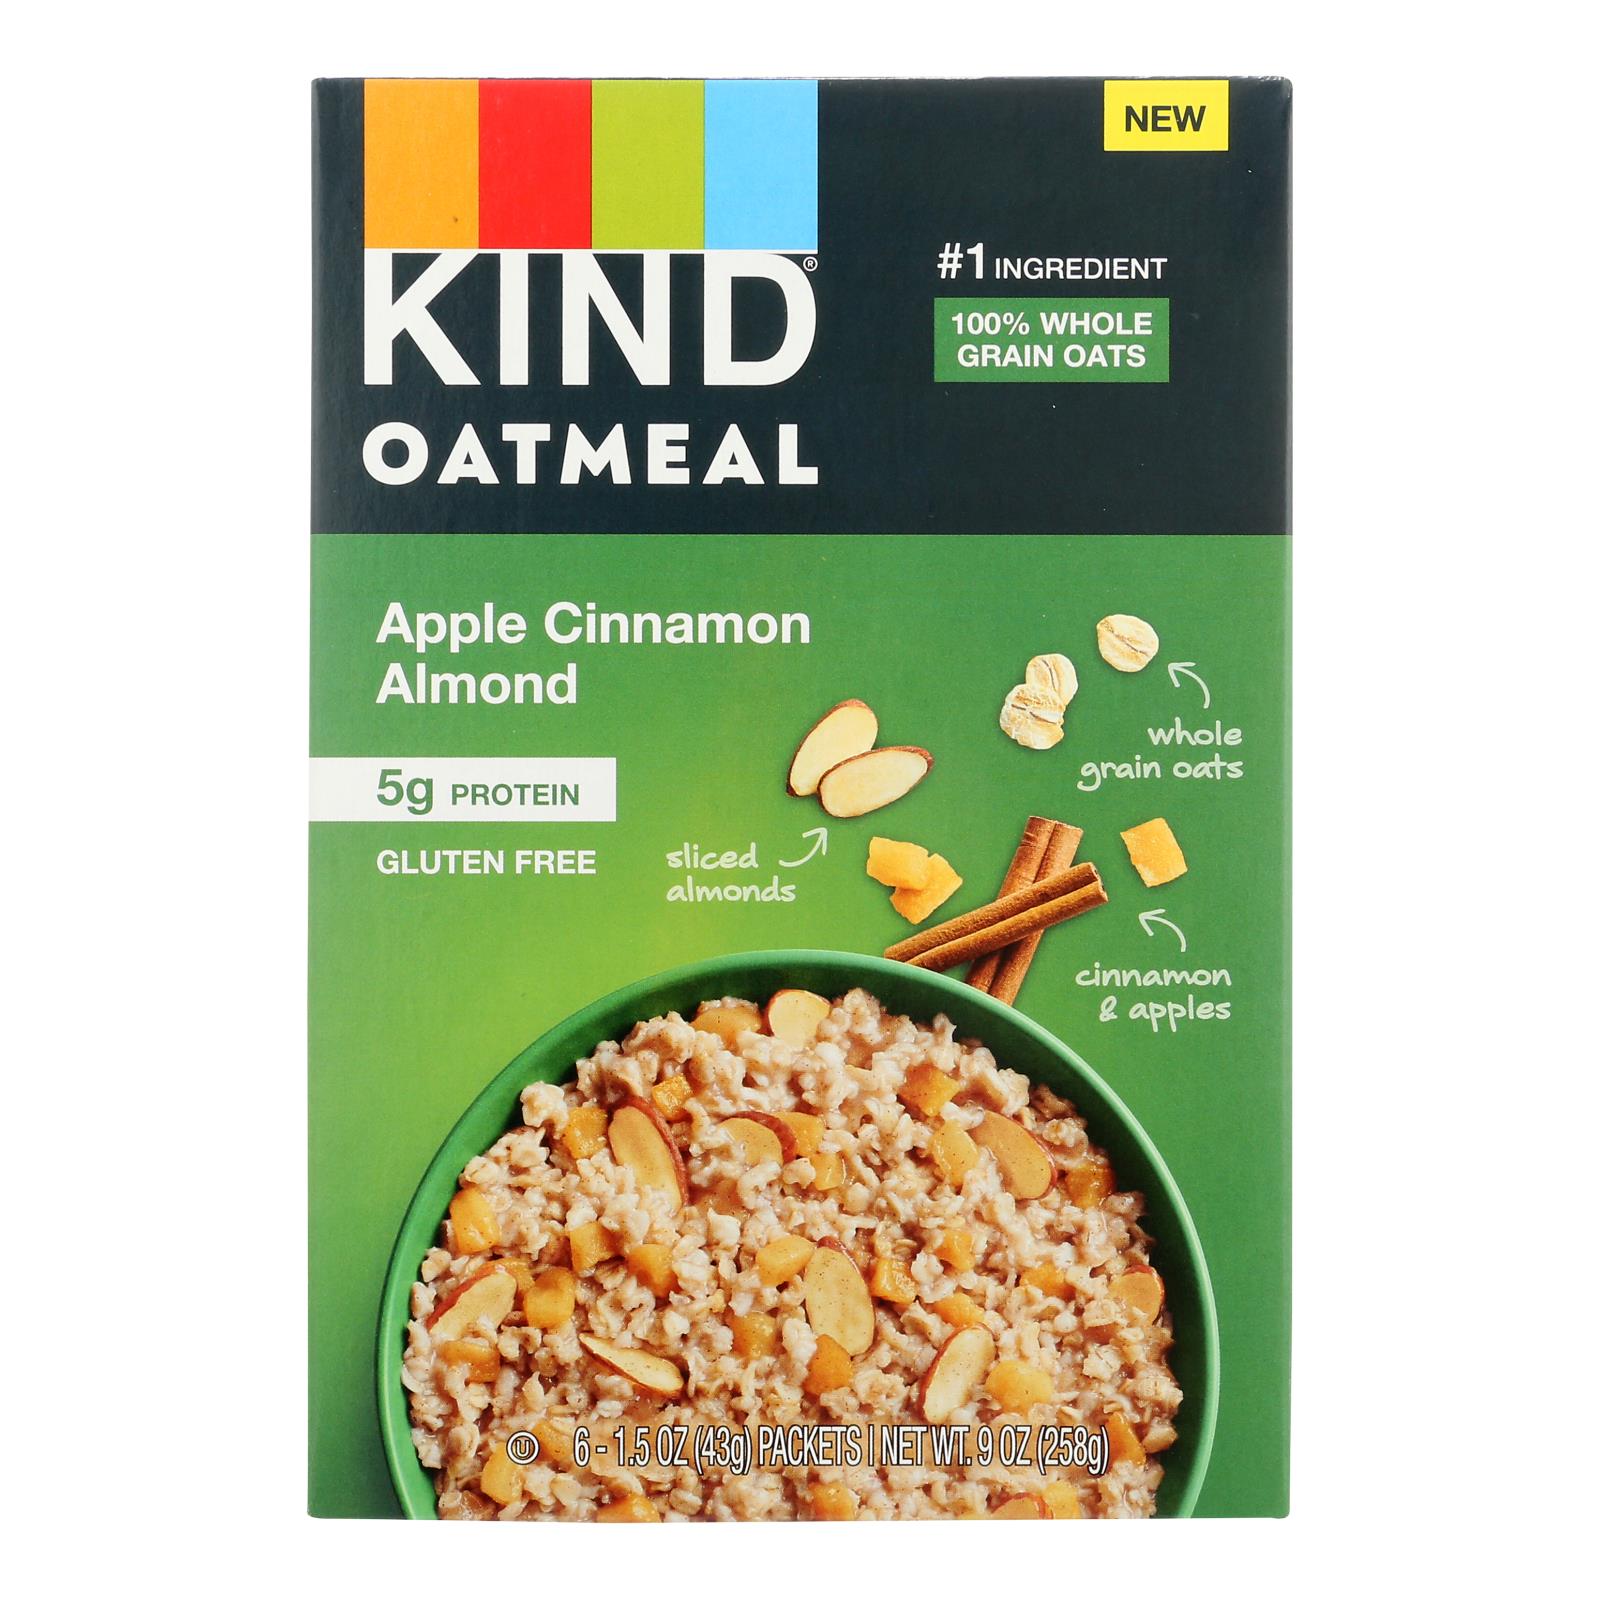 NEW
KIND®
OATMEAL
#1 INGREDIENT
100% WHOLE
GRAIN OATS
Apple Cinnamon
Almond
5g PROTEIN
GLUTEN FREE
whole
grain oats
sliced
almonds
cinnamon
& apples
U 6 - 1.5 OZ (43g) PACKETS | NET WT. 9 OZ (258g)